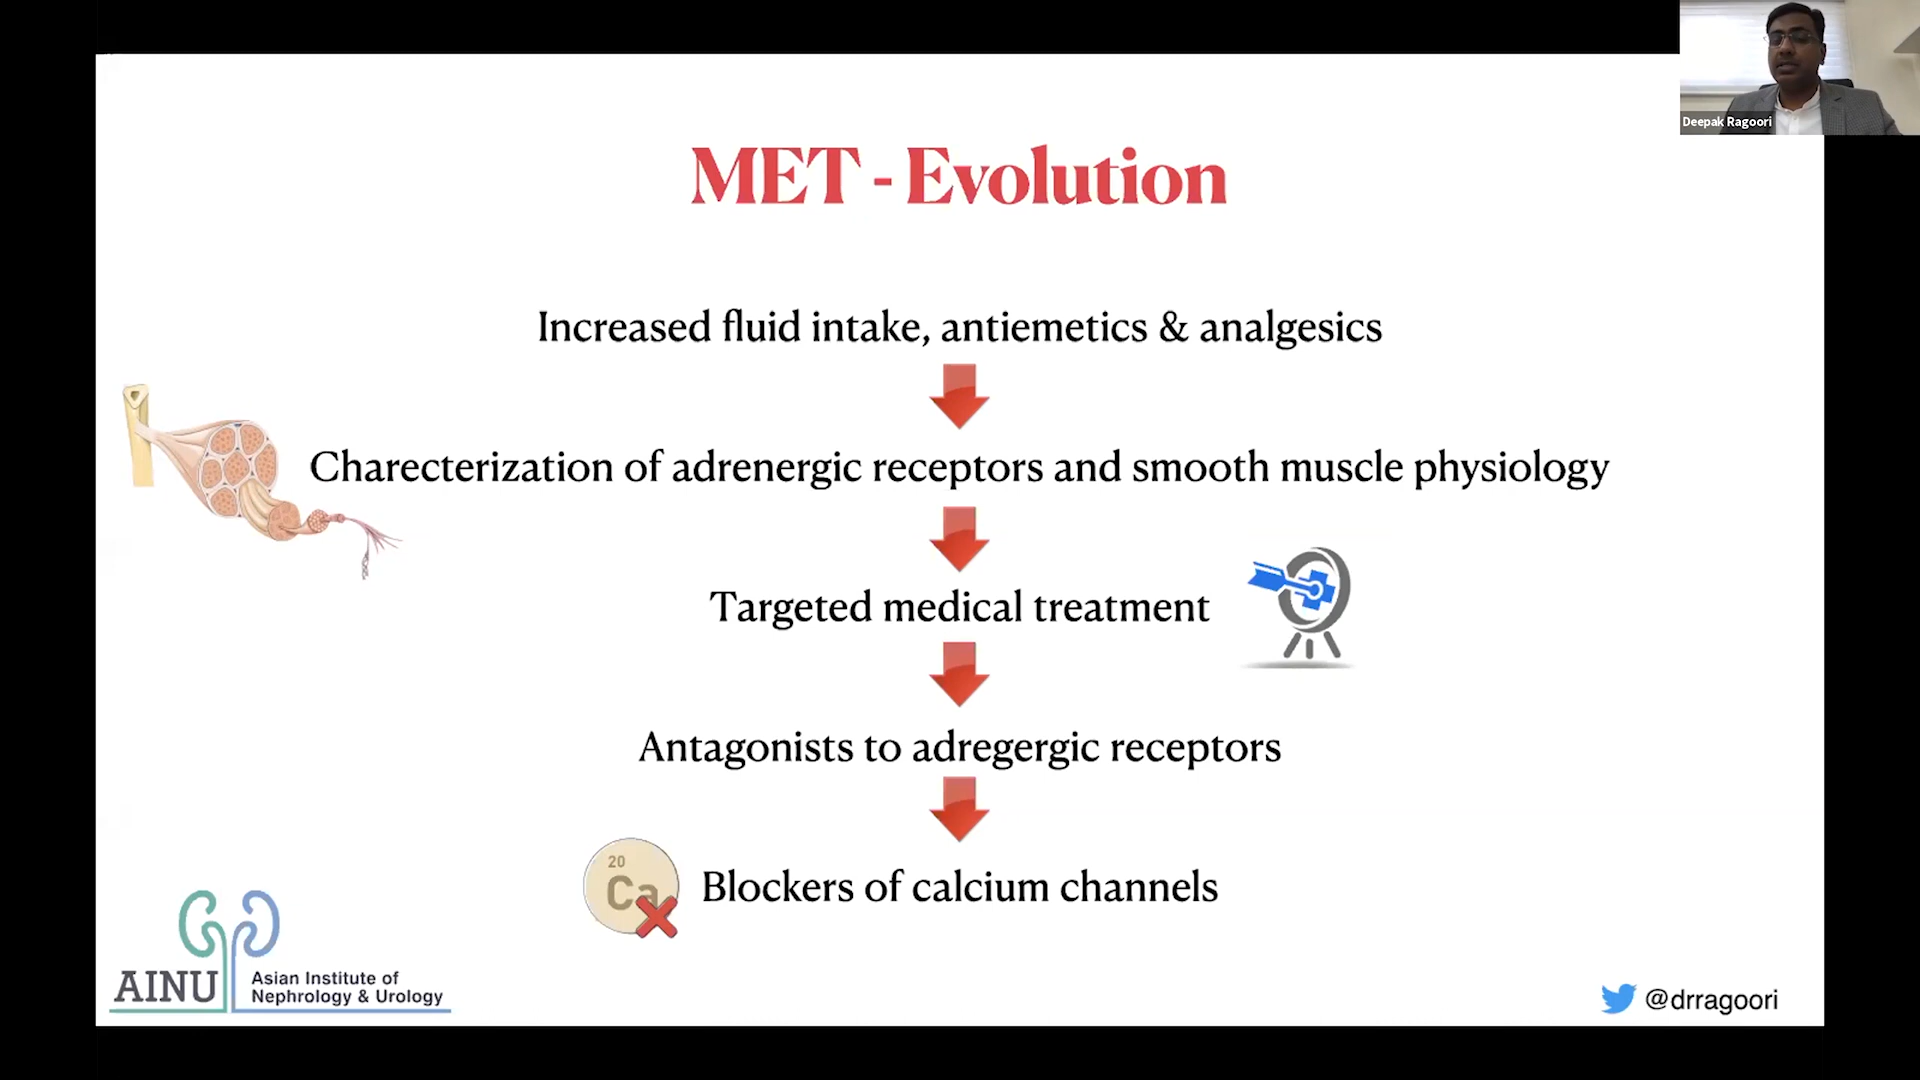 Deepak Ragoori
MET - Evolution
Increased fluid intake, antiemetics & analgesics
Charecterization of adrenergic receptors and smooth muscle physiology
Targeted medical treatment
Antagonists to adregergic receptors
20
Ca
Blockers of calcium channels
AINU
Asian Institute of
Nephrology & Urology
@drragoori